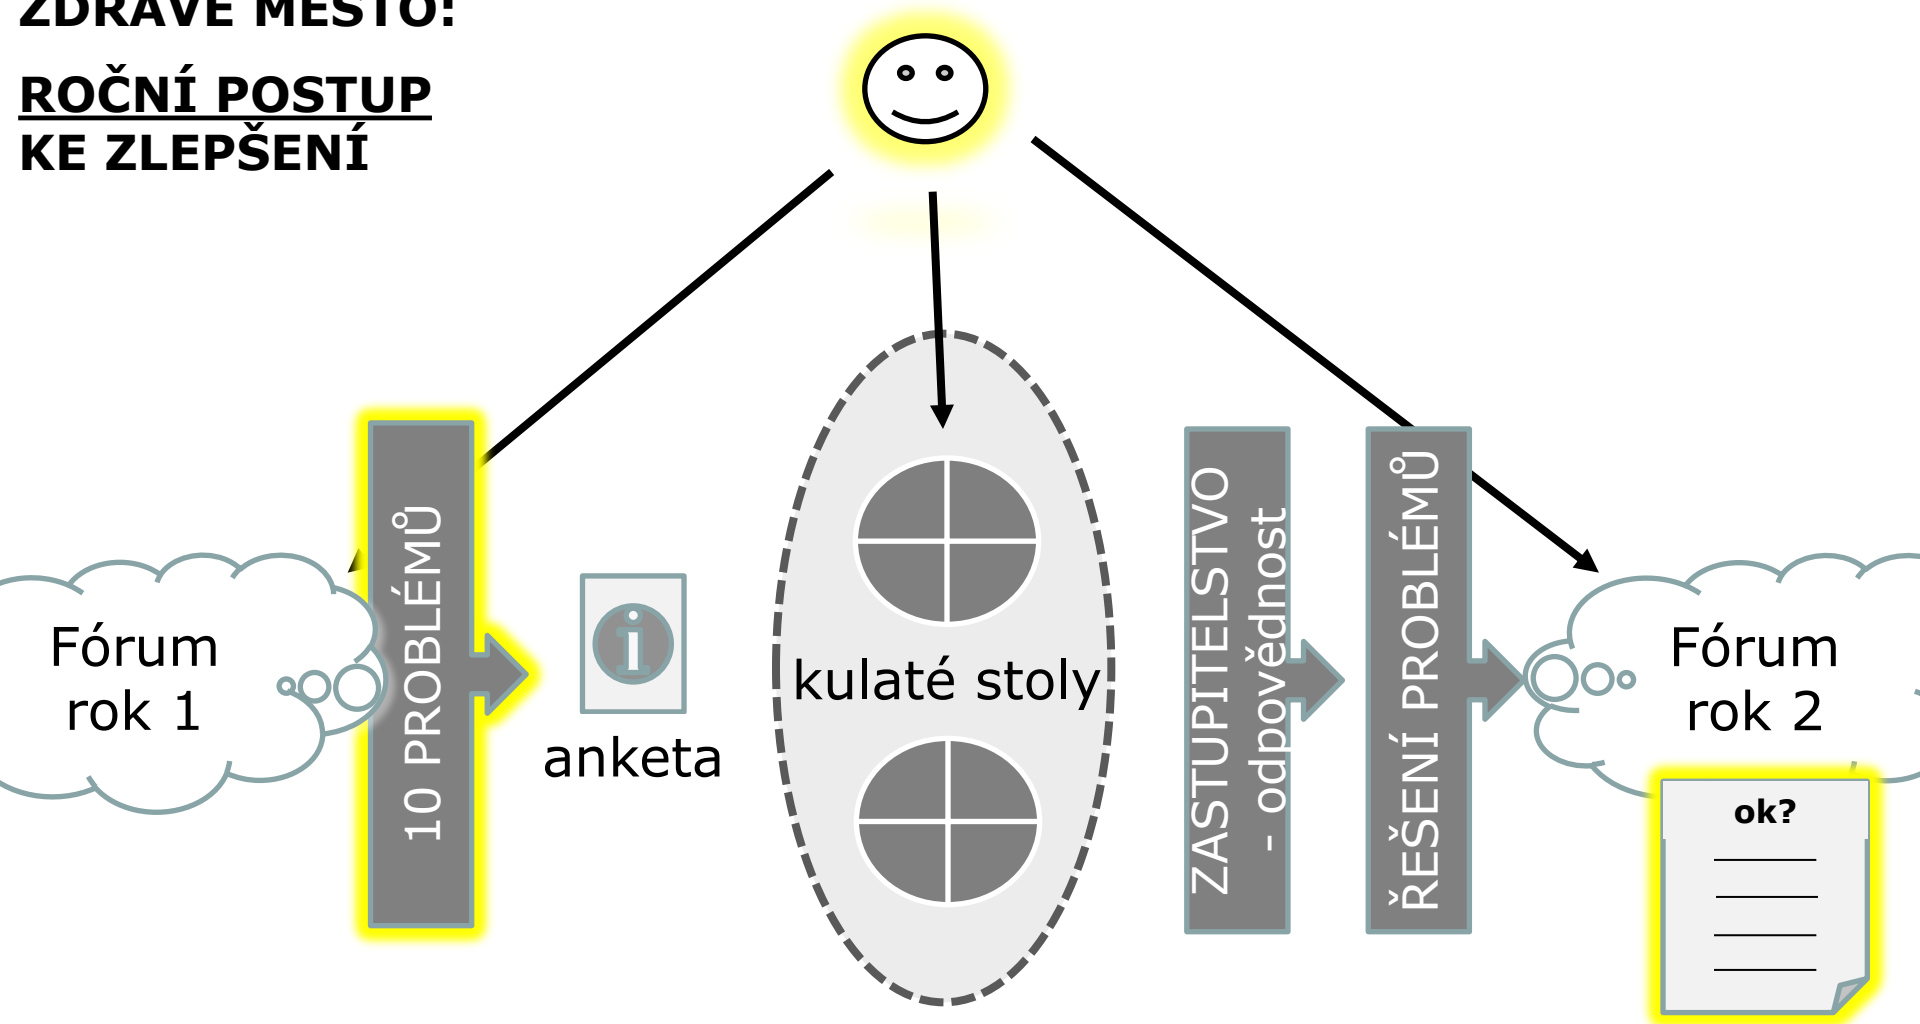 ZDRAVÉ MĚSTO:
ROČNÍ POSTUP
KE ZLEPŠENÍ
Fórum
rok 1
10 PROBLÉMŮ
i
anketa
kulaté stoly
ZASTUPITELSTVO
- odpovědnost
ŘEŠENÍ PROBLÉMŮ
Fórum
rok 2
ok?